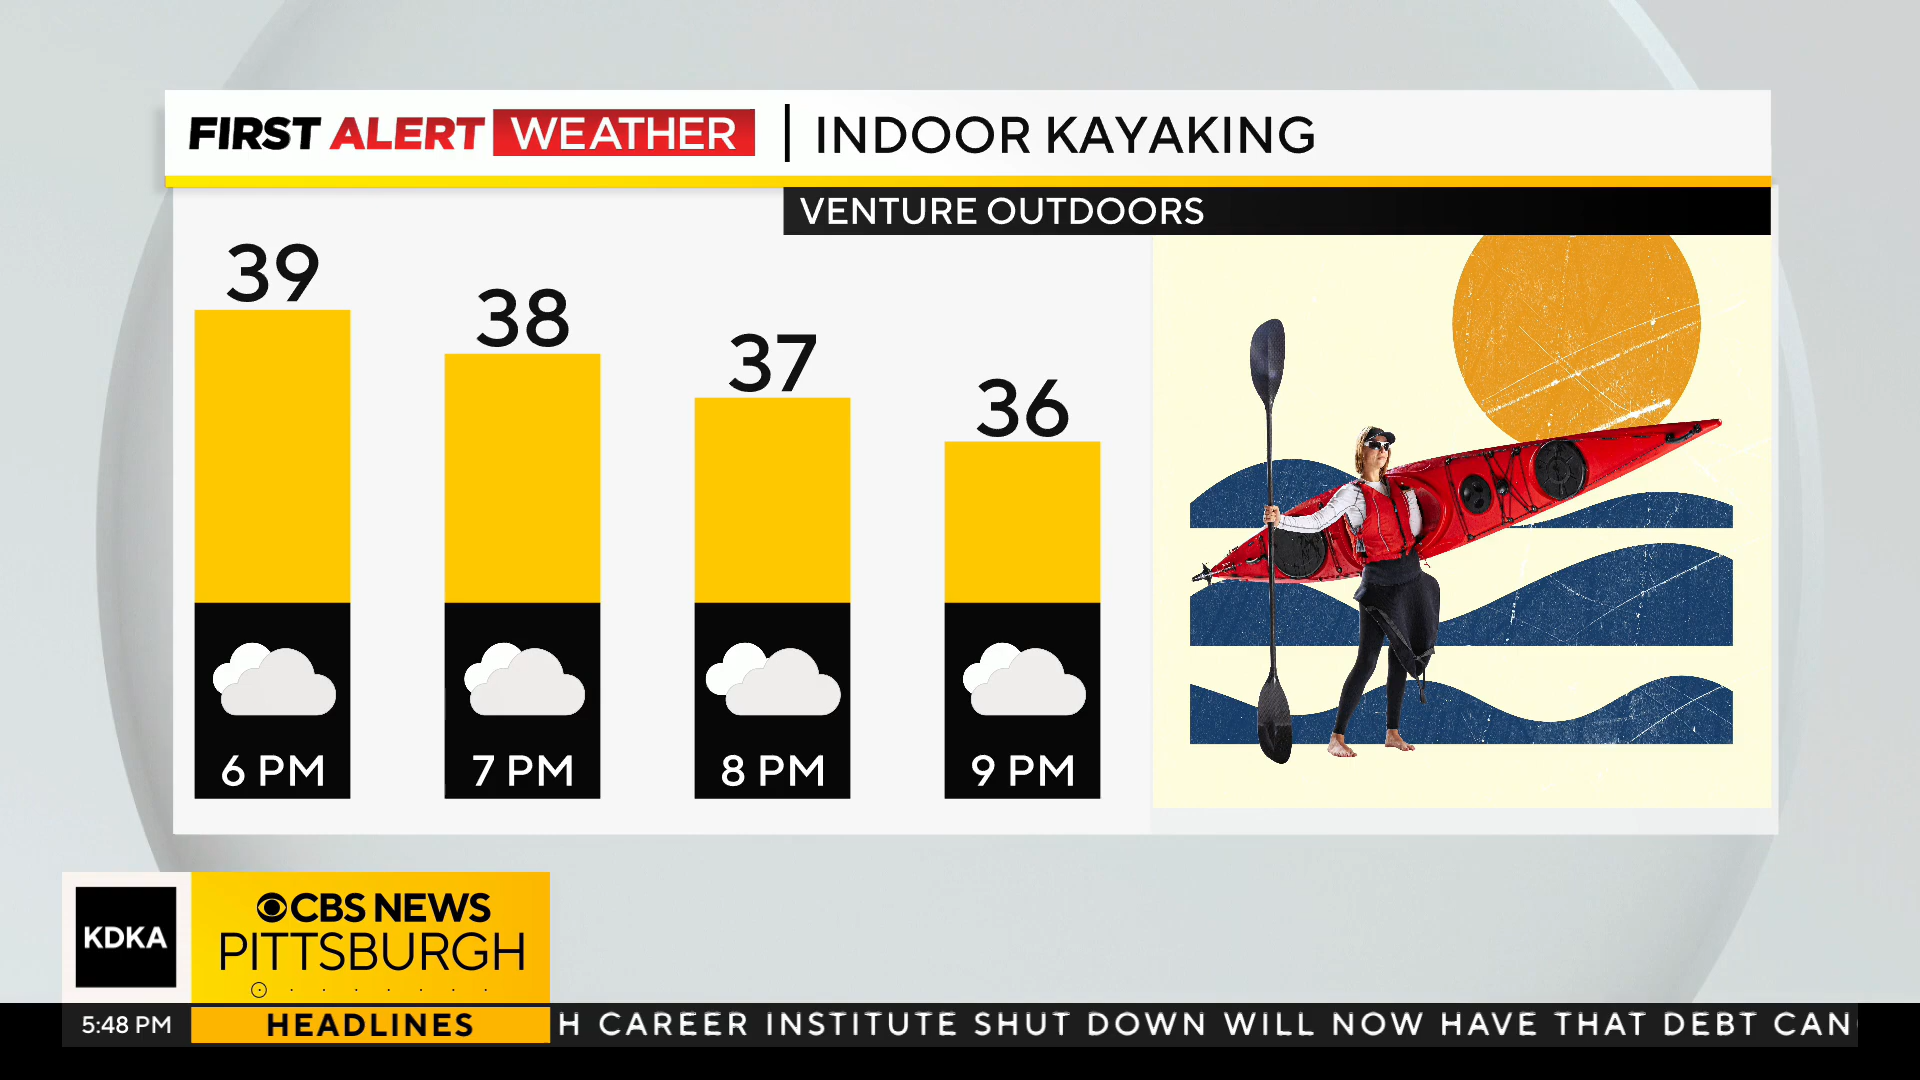 FIRST ALERT WEATHER
INDOOR KAYAKING
VENTURE OUTDOORS
39
38
37
36
6 PM
7 PM
8 PM
9 PM
KDKA
CBS NEWS
PITTSBURGH
5:48 PM
HEADLINES
H CAREER INSTITUTE SHUT DOWN WILL NOW HAVE THAT DEBT CAN